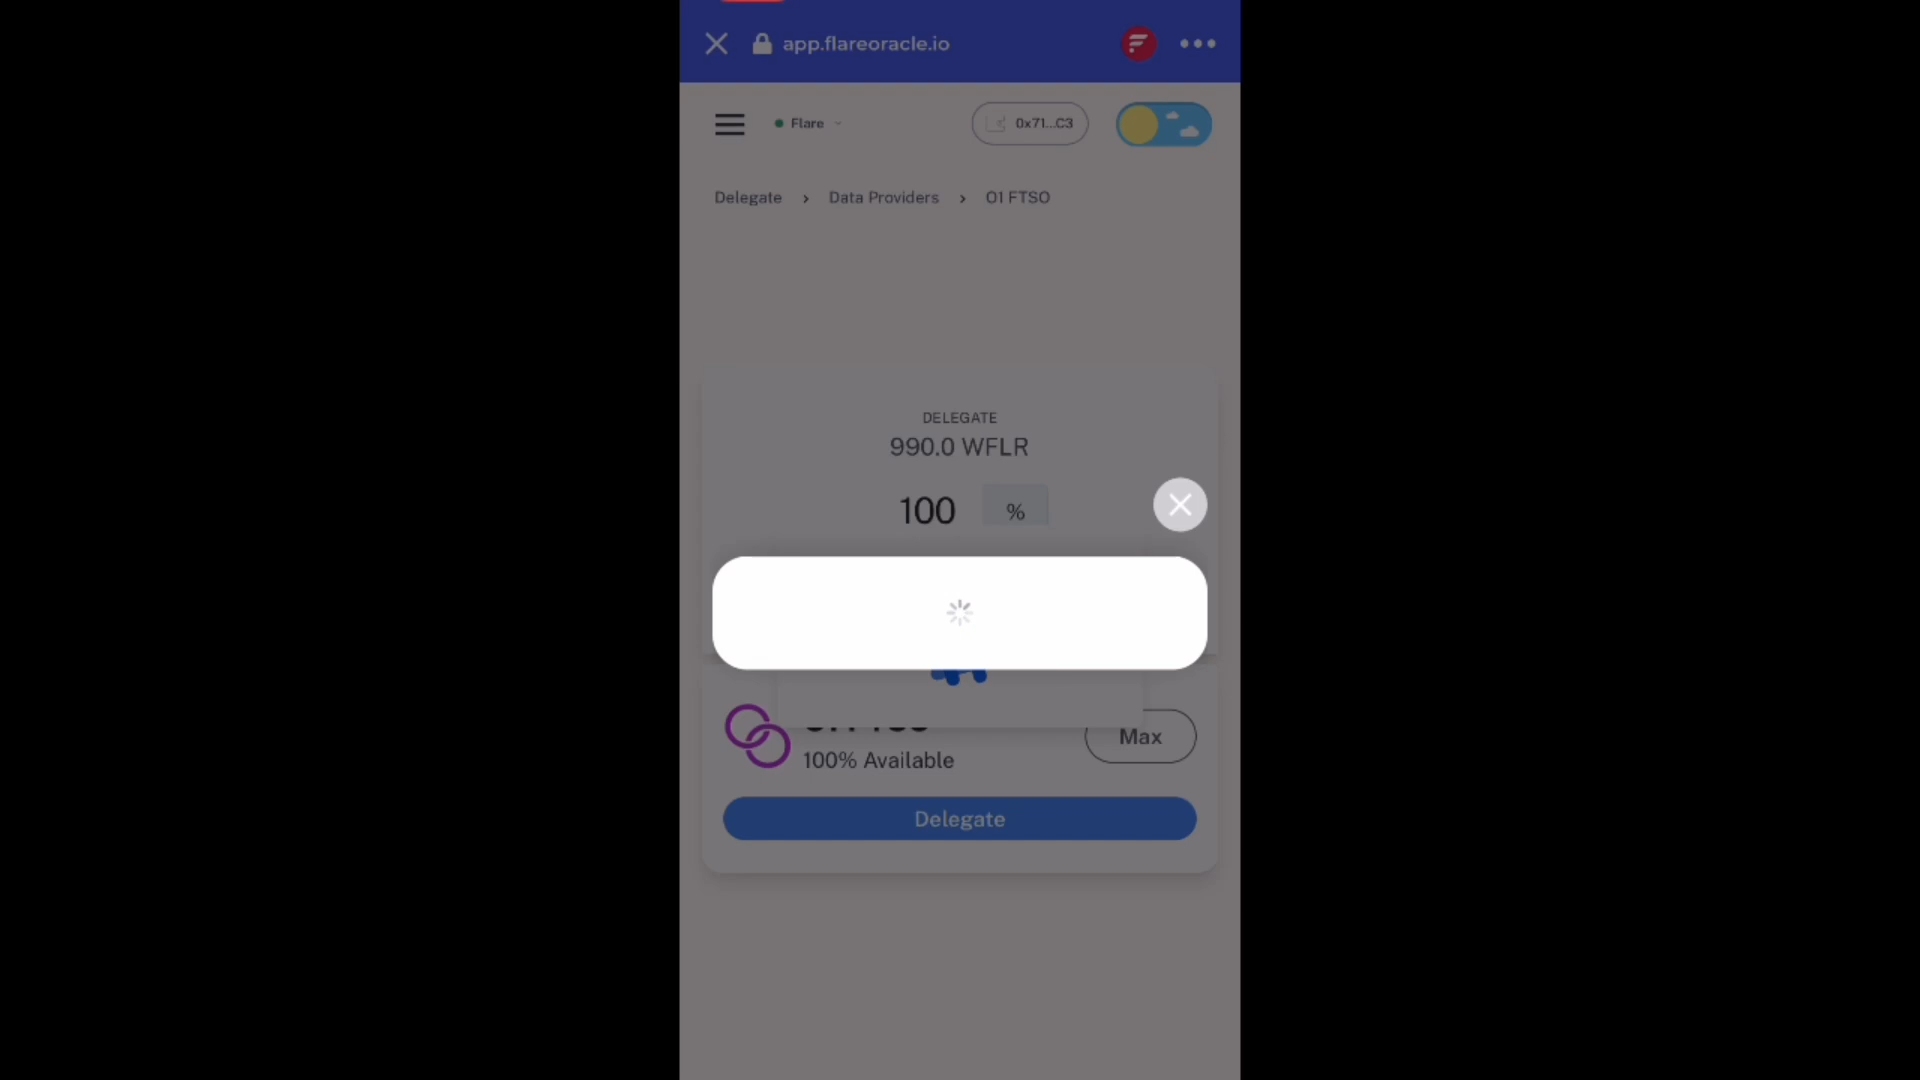 app.flareoracle.io
Flare
0x71...C3
Delegate > Data Providers > O1 FTSO
DELEGATE
990.0 WFLR
100 %
Max
100% Available
Delegate